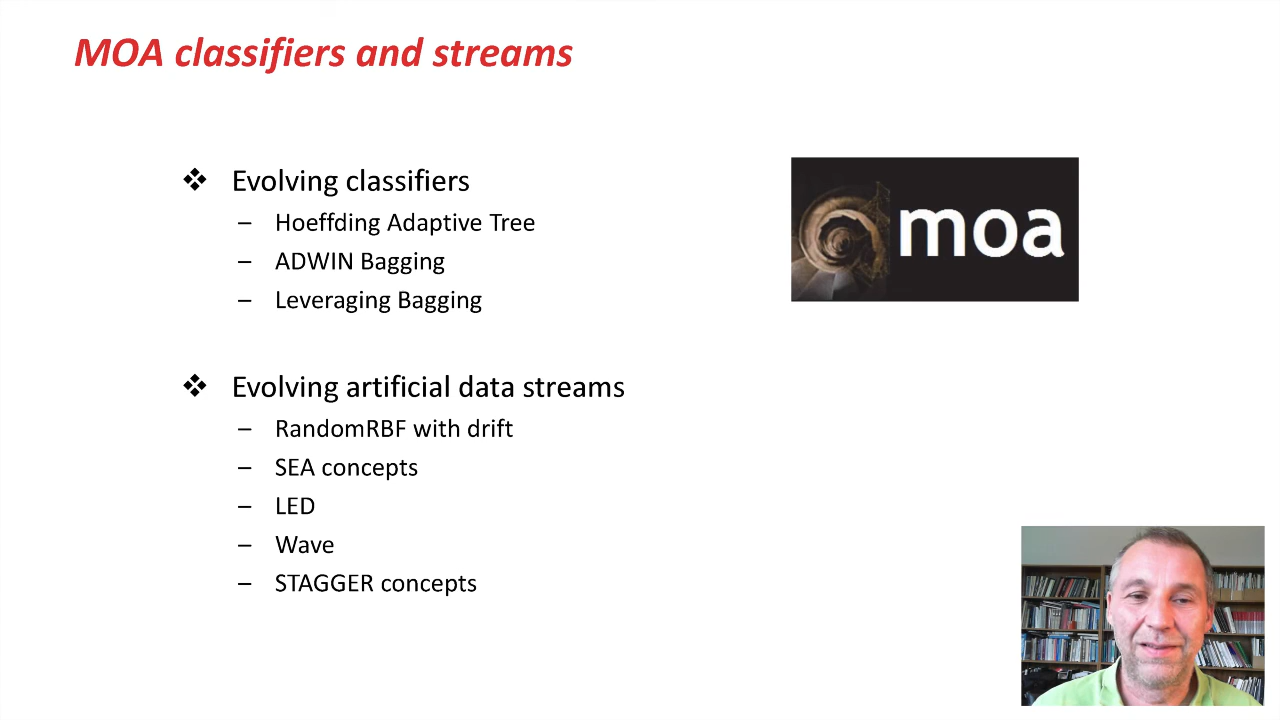 MOA classifiers and streams
❖ Evolving classifiers
– Hoeffding Adaptive Tree
– ADWIN Bagging
– Leveraging Bagging
moa
❖ Evolving artificial data streams
– RandomRBF with drift
– SEA concepts
– LED
– Wave
– STAGGER concepts